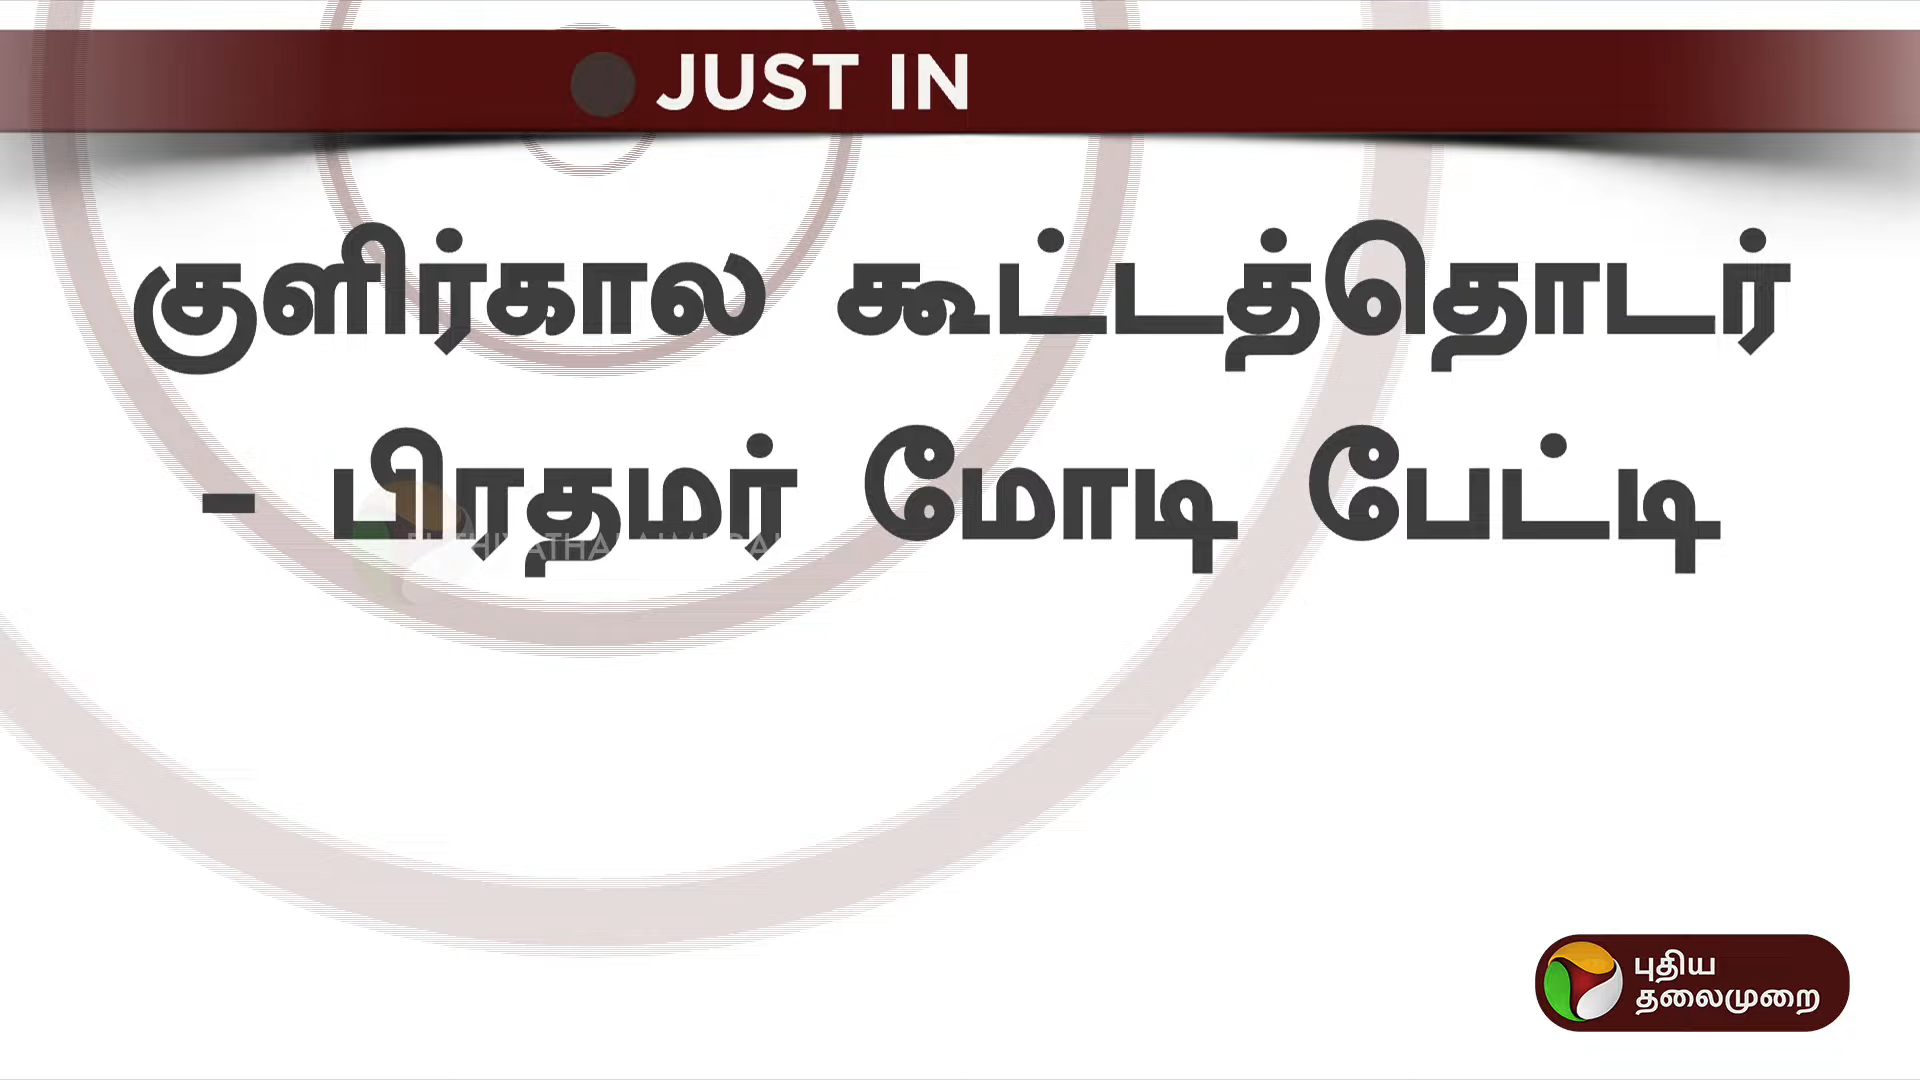 JUST IN
குளிர்கால கூட்டத்தொடர்
- பிரதமர் மோடி பேட்டி
புதிய
தலைமுறை